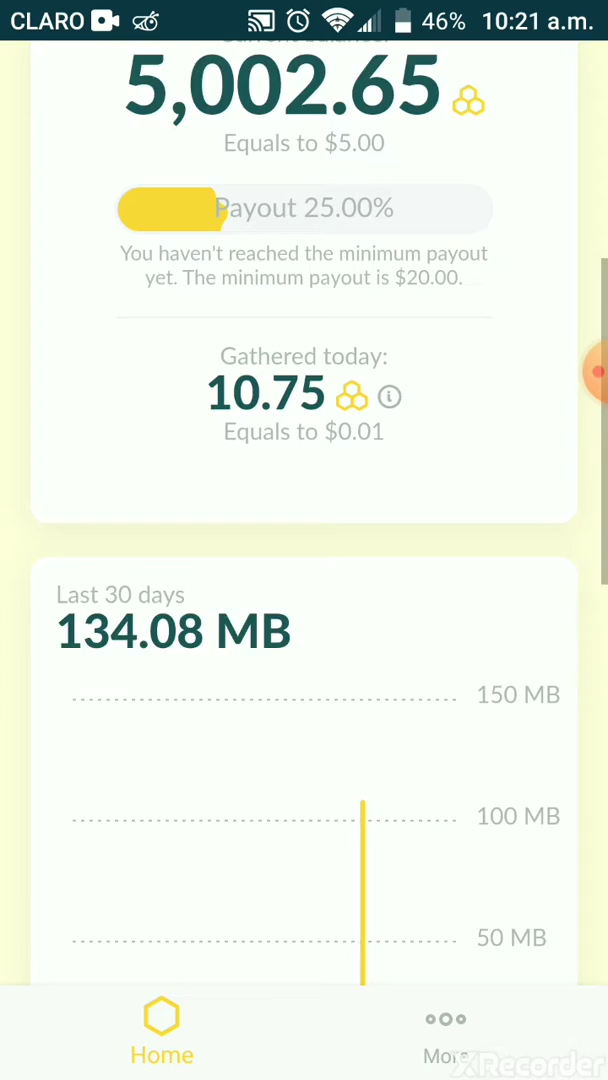 CLARO 46% 10:21 a.m.
Current balance:
5,002.65
Equals to $5.00
Payout 25.00%
You haven't reached the minimum payout
yet. The minimum payout is $20.00.
Gathered today:
10.75
Equals to $0.01
Last 30 days
134.08 MB
150 MB
100 MB
50 MB
Home
More
XRecorder